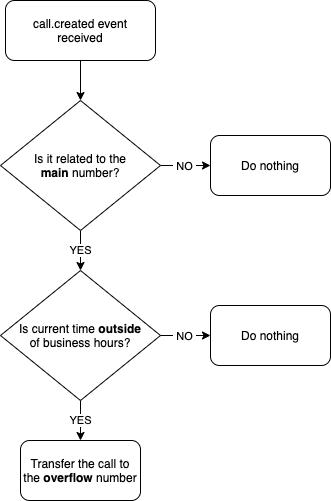 call.created event
received
Is it related to the
main number?
NO
Do nothing
YES
Is current time outside
of business hours?
NO
Do nothing
YES
Transfer the call to
the overflow number